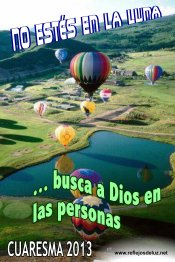 NO ESTÉS EN LA LUNA
... busca a Dios en
las personas
CUARESMA 2013
www.reflejosdeluz.net